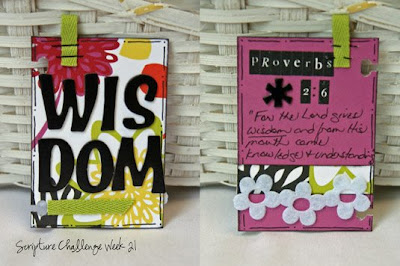 WIS
DOM
Scripture Challenge Week 21
Proverbs
2:6
"For the Lord gives
wisdom and from his
mouth come
knowledge & understanding